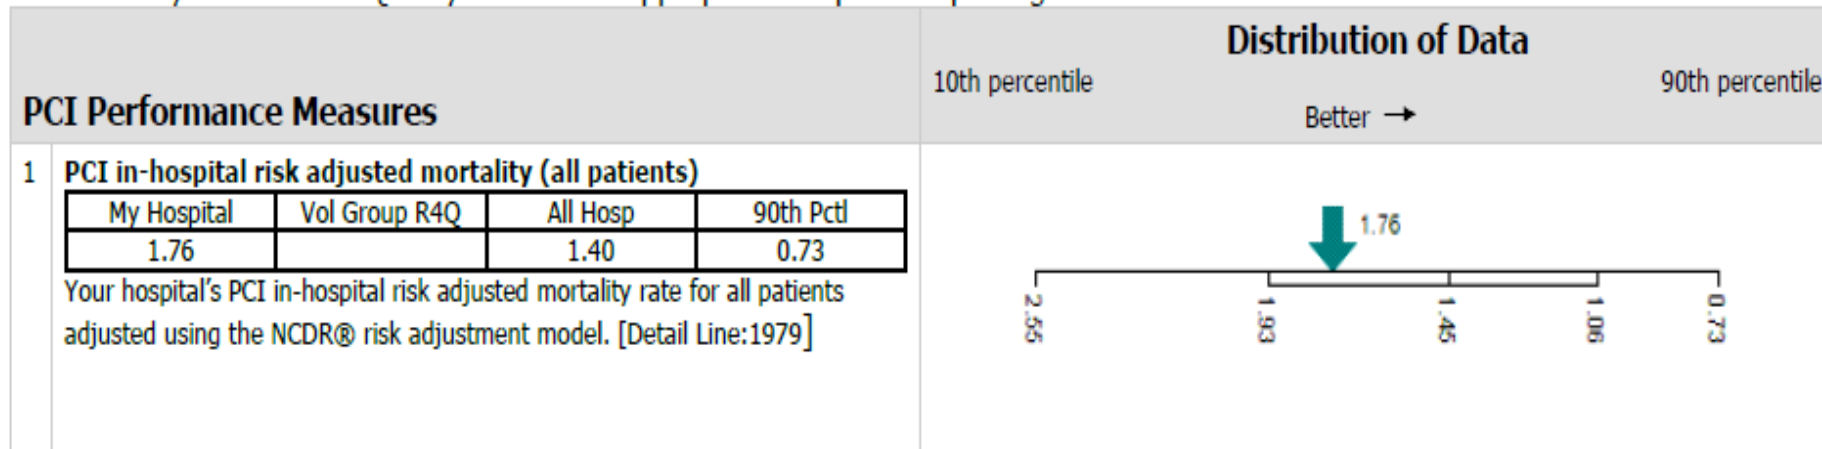 Distribution of Data
10th percentile
90th percentile
PCI Performance Measures
Better →
1 PCI in-hospital risk adjusted mortality (all patients)
My Hospital Vol Group R4Q All Hosp 90th Pctl
1.76 1.40 0.73
Your hospital's PCI in-hospital risk adjusted mortality rate for all patients
adjusted using the NCDR® risk adjustment model. [Detail Line:1979]
1.76
2.55 1.93 1.45 1.06 0.73